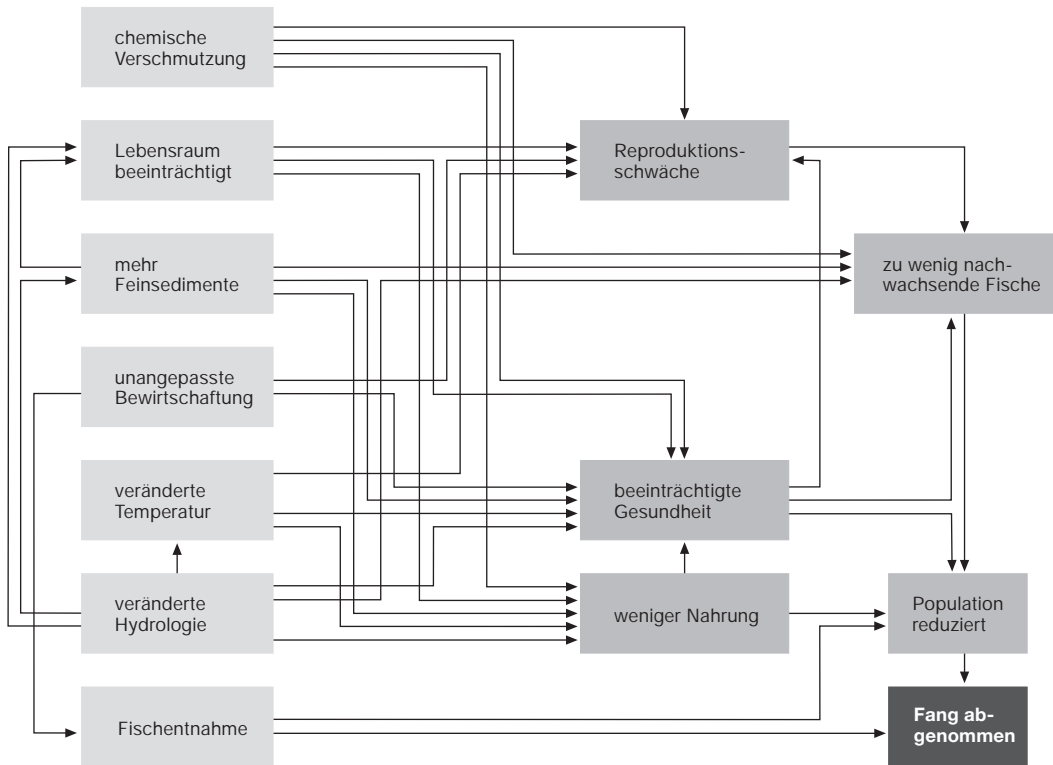 chemische
Verschmutzung
Lebensraum
beeinträchtigt
Reproduktions-
schwäche
mehr
Feinsedimente
zu wenig nach-
wachsende Fische
unangepasste
Bewirtschaftung
veränderte
Temperatur
beeinträchtigte
Gesundheit
veränderte
Hydrologie
weniger Nahrung
Population
reduziert
Fischentnahme
Fang ab-
genommen